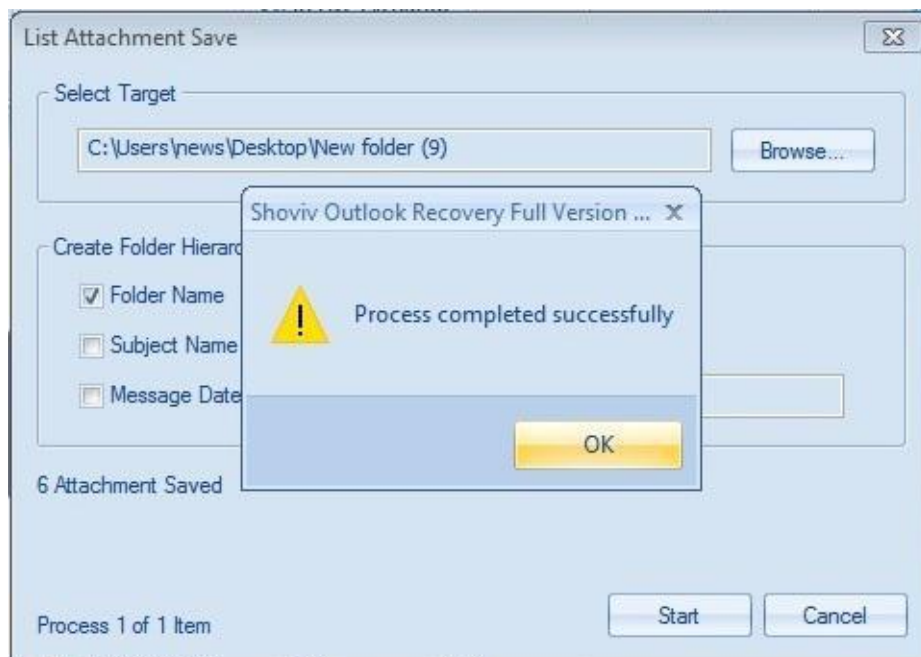 List Attachment Save
Select Target
C:\Users\news\Desktop\New folder (9)
Browse...
Shoviv Outlook Recovery Full Version ...
Create Folder
Folder Name
Process completed successfully
Subject Name
Message Date
OK
6 Attachment Saved
Process 1 of 1 Item
Start
Cancel